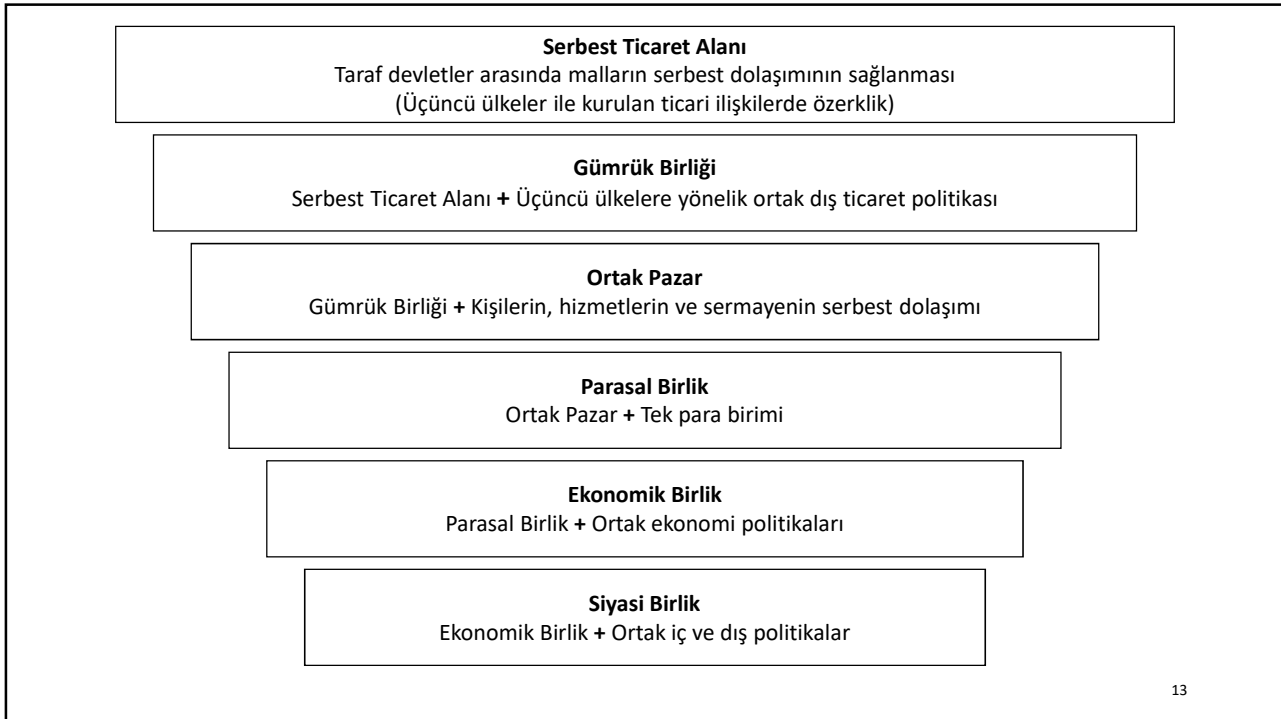 Serbest Ticaret Alanı
Taraf devletler arasında malların serbest dolaşımının sağlanması
(Üçüncü ülkeler ile kurulan ticari ilişkilerde özerklik)
Gümrük Birliği
Serbest Ticaret Alanı + Üçüncü ülkelere yönelik ortak dış ticaret politikası
Ortak Pazar
Gümrük Birliği + Kişilerin, hizmetlerin ve sermayenin serbest dolaşımı
Parasal Birlik
Ortak Pazar + Tek para birimi
Ekonomik Birlik
Parasal Birlik + Ortak ekonomi politikaları
Siyasi Birlik
Ekonomik Birlik + Ortak iç ve dış politikalar
13